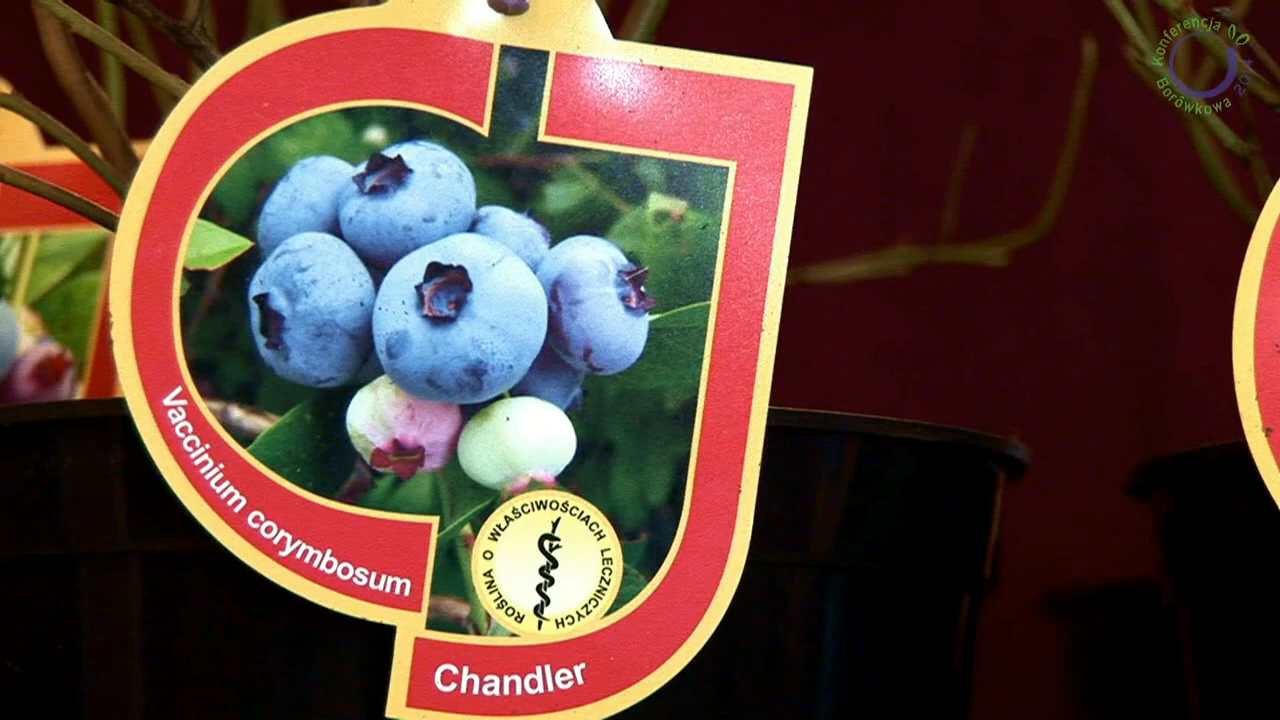 Konferencja
Borówkowa
Vaccinium corymbosum
ROŚLINA O WŁAŚCIWOŚCIACH LECZNICZYCH
Chandler